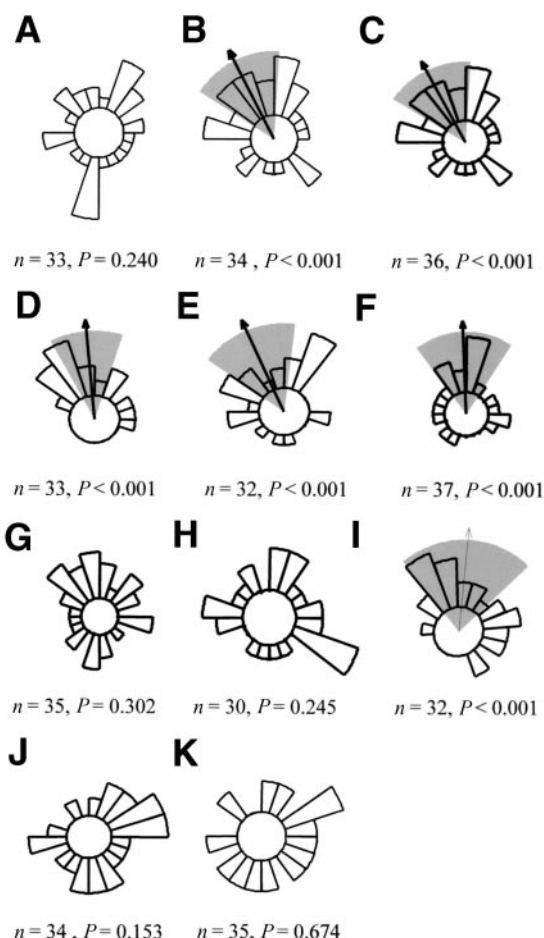 A B C
n = 33, P = 0.240 n = 34 , P < 0.001 n = 36, P < 0.001
D E F
n = 33, P < 0.001 n = 32, P < 0.001 n = 37, P < 0.001
G H I
n = 35, P = 0.302 n = 30, P = 0.245 n = 32, P < 0.001
J K
n = 34 , P = 0.153 n = 35, P = 0.674